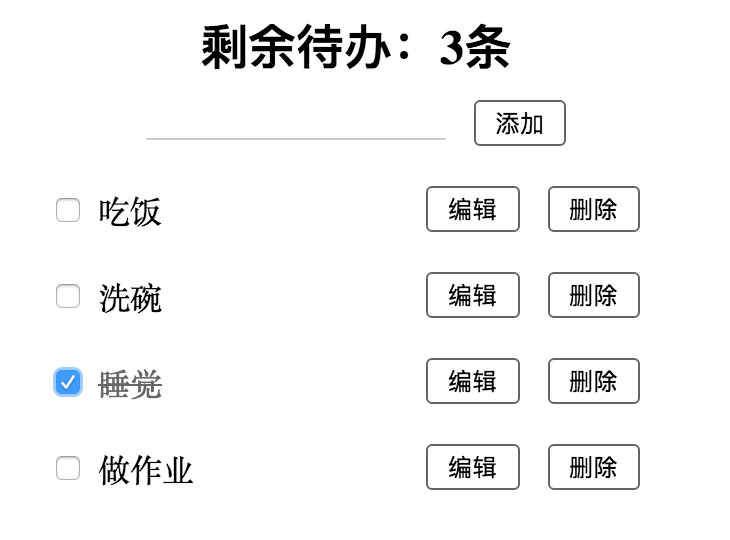 剩余待办：3条
添加
吃饭 编辑 删除
洗碗 编辑 删除
睡觉 编辑 删除
做作业 编辑 删除